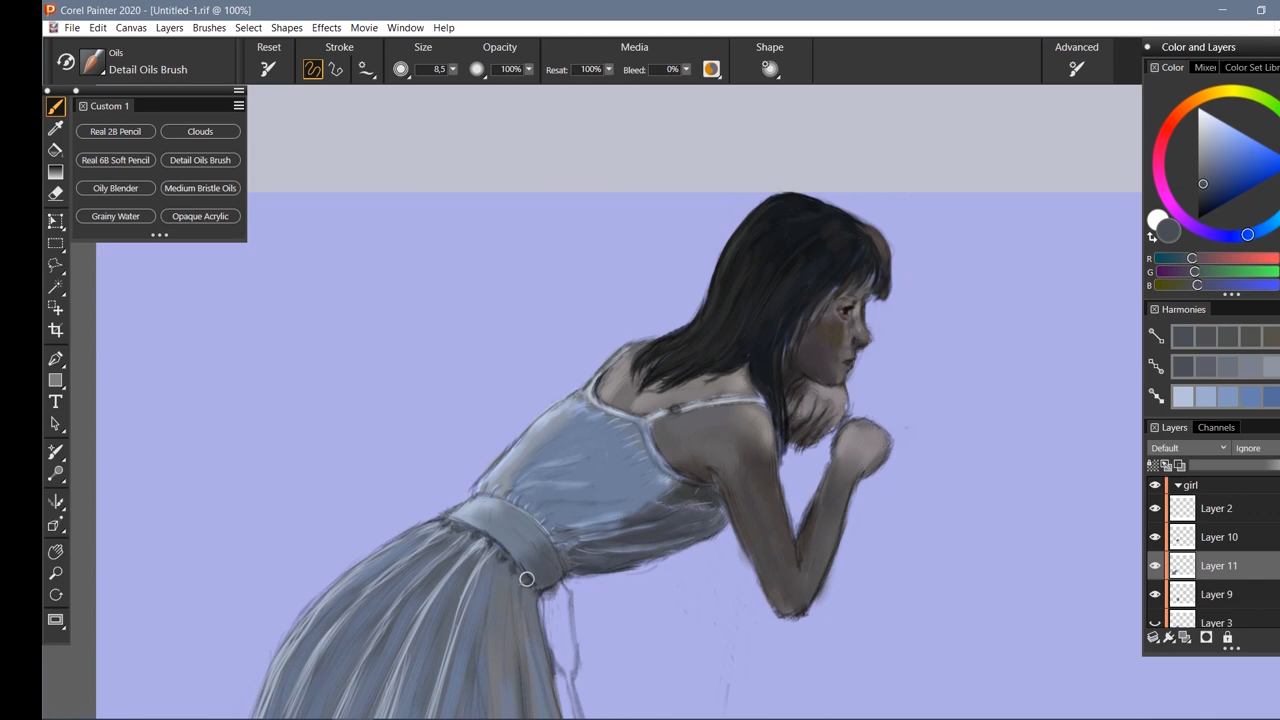 Corel Painter 2020 - [Untitled-1.rif @ 100%]
File Edit Canvas Layers Brushes Select Shapes Effects Movie Window Help
Oils
Detail Oils Brush
Reset Stroke Size Opacity Media Shape Advanced
8,5 100% Resat: 100% Bleed: 0%
Color and Layers
Color Mixer Color Set Libr
Custom 1
Real 2B Pencil Clouds
Real 6B Soft Pencil Detail Oils Brush
Oily Blender Medium Bristle Oils
Grainy Water Opaque Acrylic
R
G
B
Harmonies
Layers Channels
Default Ignore
girl
Layer 2
Layer 10
Layer 11
Layer 9
Layer 3
T